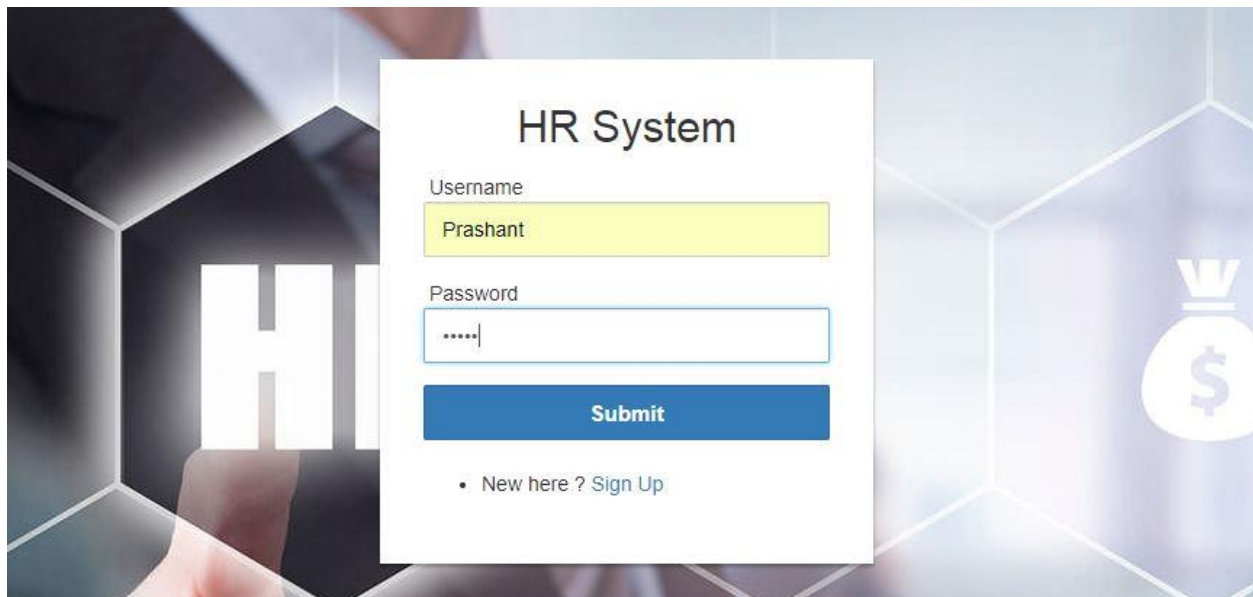 HR System
Username
Prashant
Password
•••••
Submit
• New here ? Sign Up
$